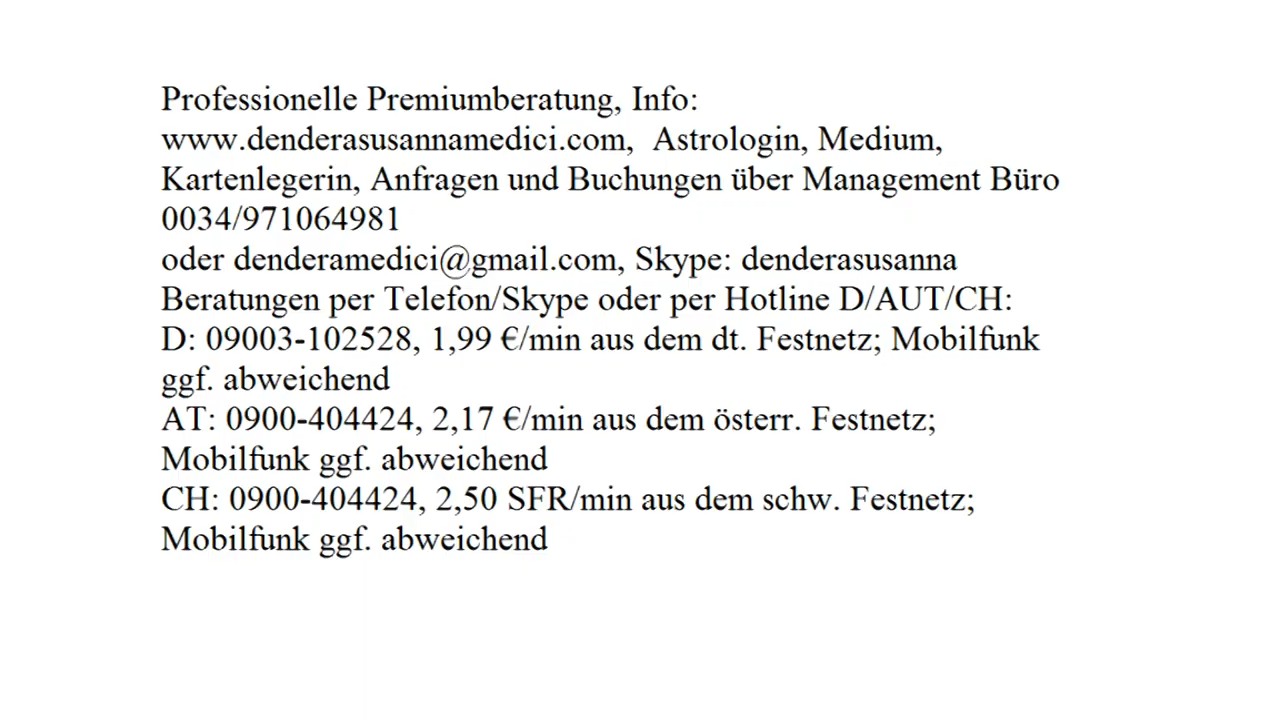 Professionelle Premiumberatung, Info:
www.denderasusannamedici.com,  Astrologin, Medium,
Kartenlegerin, Anfragen und Buchungen über Management Büro
0034/971064981
oder denderamedici@gmail.com, Skype: denderasusanna
Beratungen per Telefon/Skype oder per Hotline D/AUT/CH:
D: 09003-102528, 1,99 €/min aus dem dt. Festnetz; Mobilfunk
ggf. abweichend
AT: 0900-404424, 2,17 €/min aus dem österr. Festnetz;
Mobilfunk ggf. abweichend
CH: 0900-404424, 2,50 SFR/min aus dem schw. Festnetz;
Mobilfunk ggf. abweichend